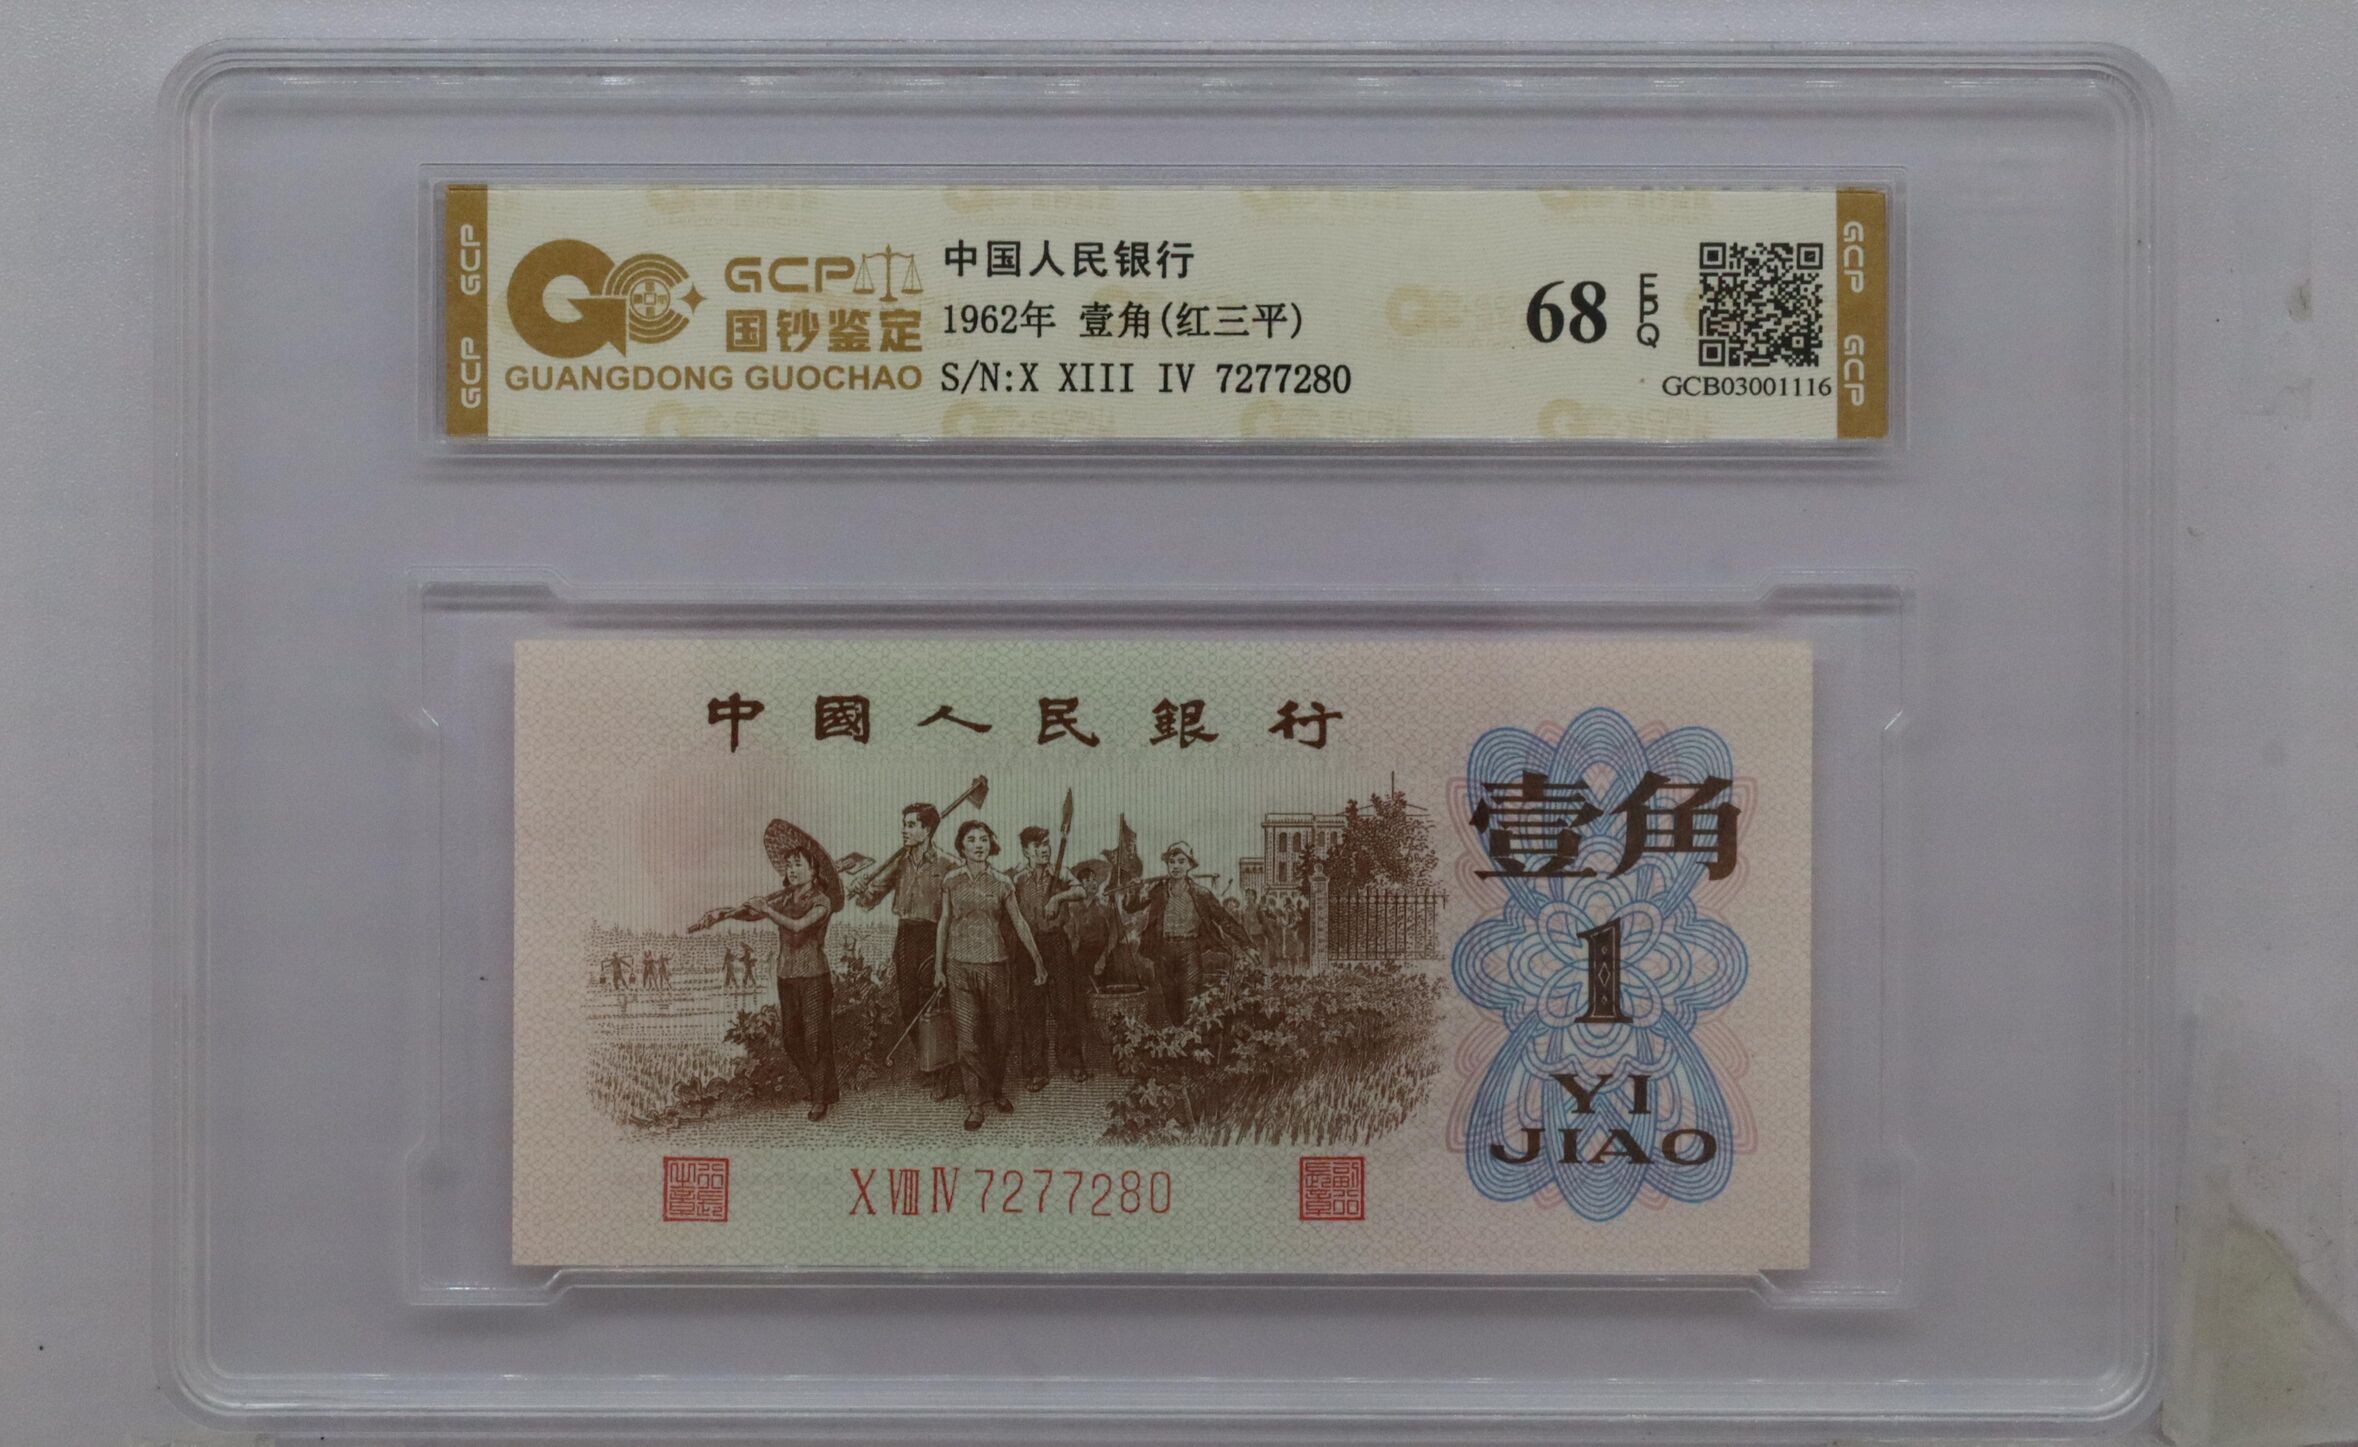 GCP GCP
GCP
国钞鉴定
GUANGDONG GUOCHAO
中国人民银行
1962年 壹角(红三平)
S/N:X XIII IV 7277280
68
EPQ
GCB03001116
GCP GCP
中國人民銀行
壹角
1
YI
JIAO
X VIII IV 7277280